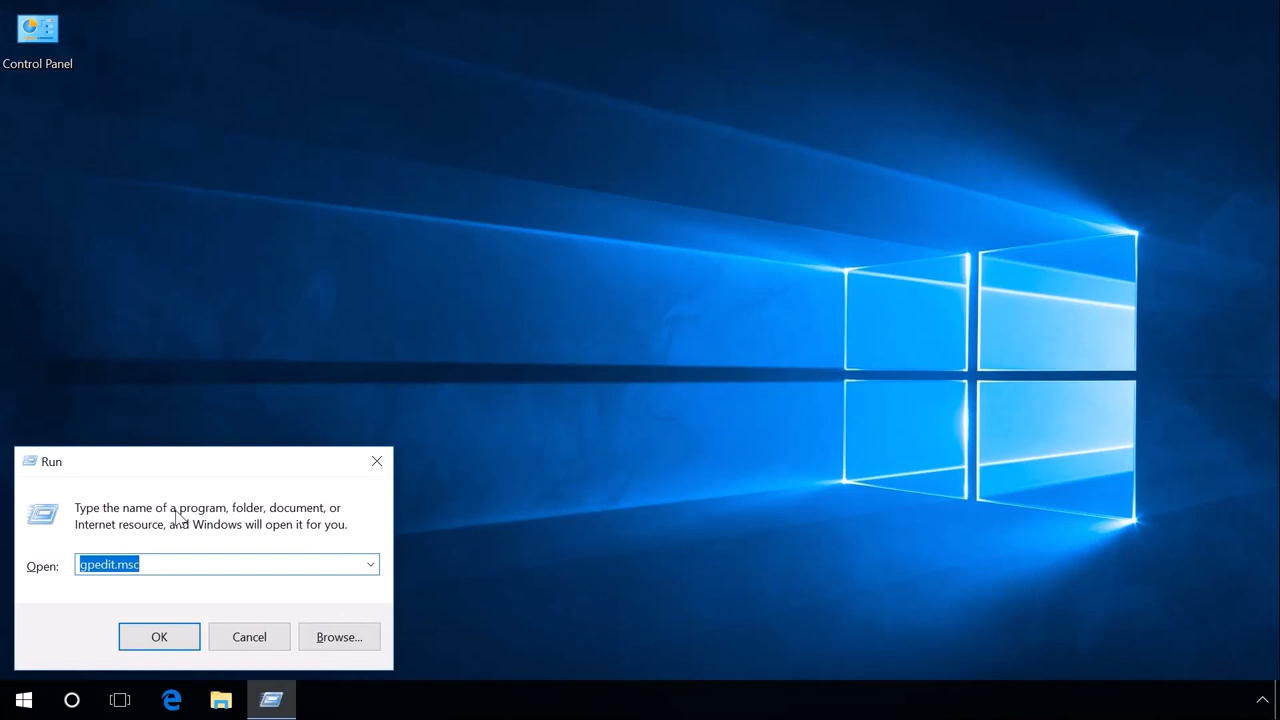 Control Panel
Run
Type the name of a program, folder, document, or
Internet resource, and Windows will open it for you.
Open: gpedit.msc
OK Cancel Browse...